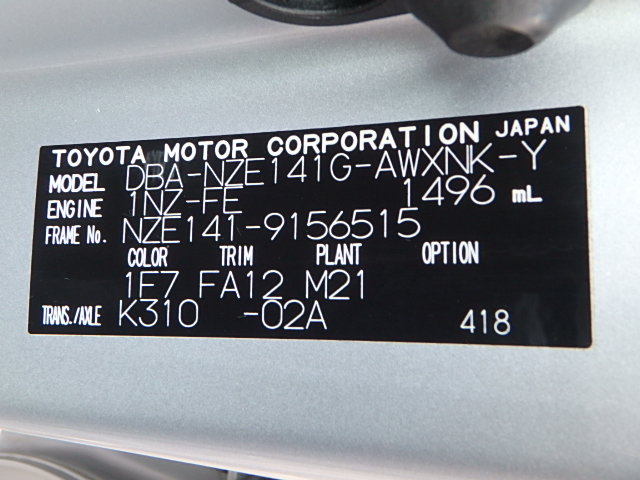 TOYOTA MOTOR CORPORATION JAPAN
MODEL DBA-NZE141G-AWXNK-Y
ENGINE 1NZ-FE 1496 mL
FRAME No. NZE141-9156515
COLOR TRIM PLANT OPTION
1F7 FA12 M21
TRANS./AXLE K310 -02A 418